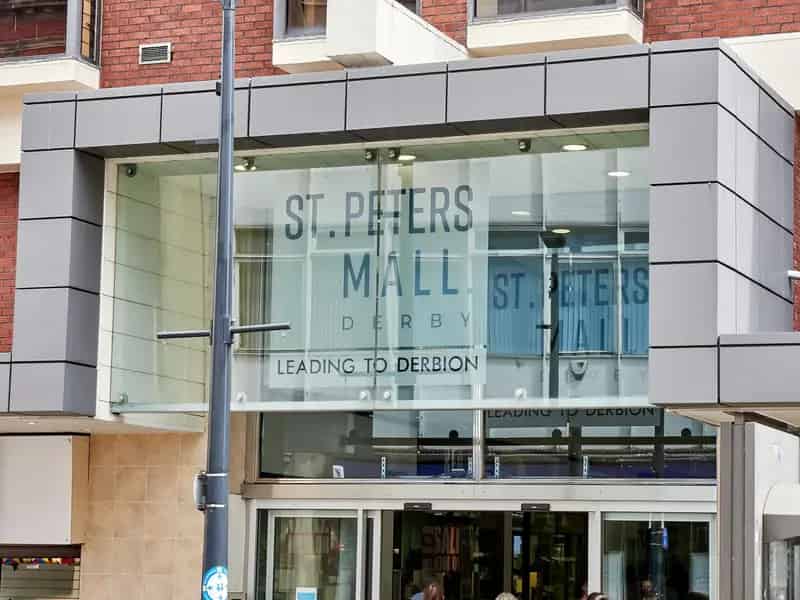 ST. PETERS
MALL.
DERBY
LEADING TO DERBION
ST. PETERS
MALL
LEADING TO DERBION